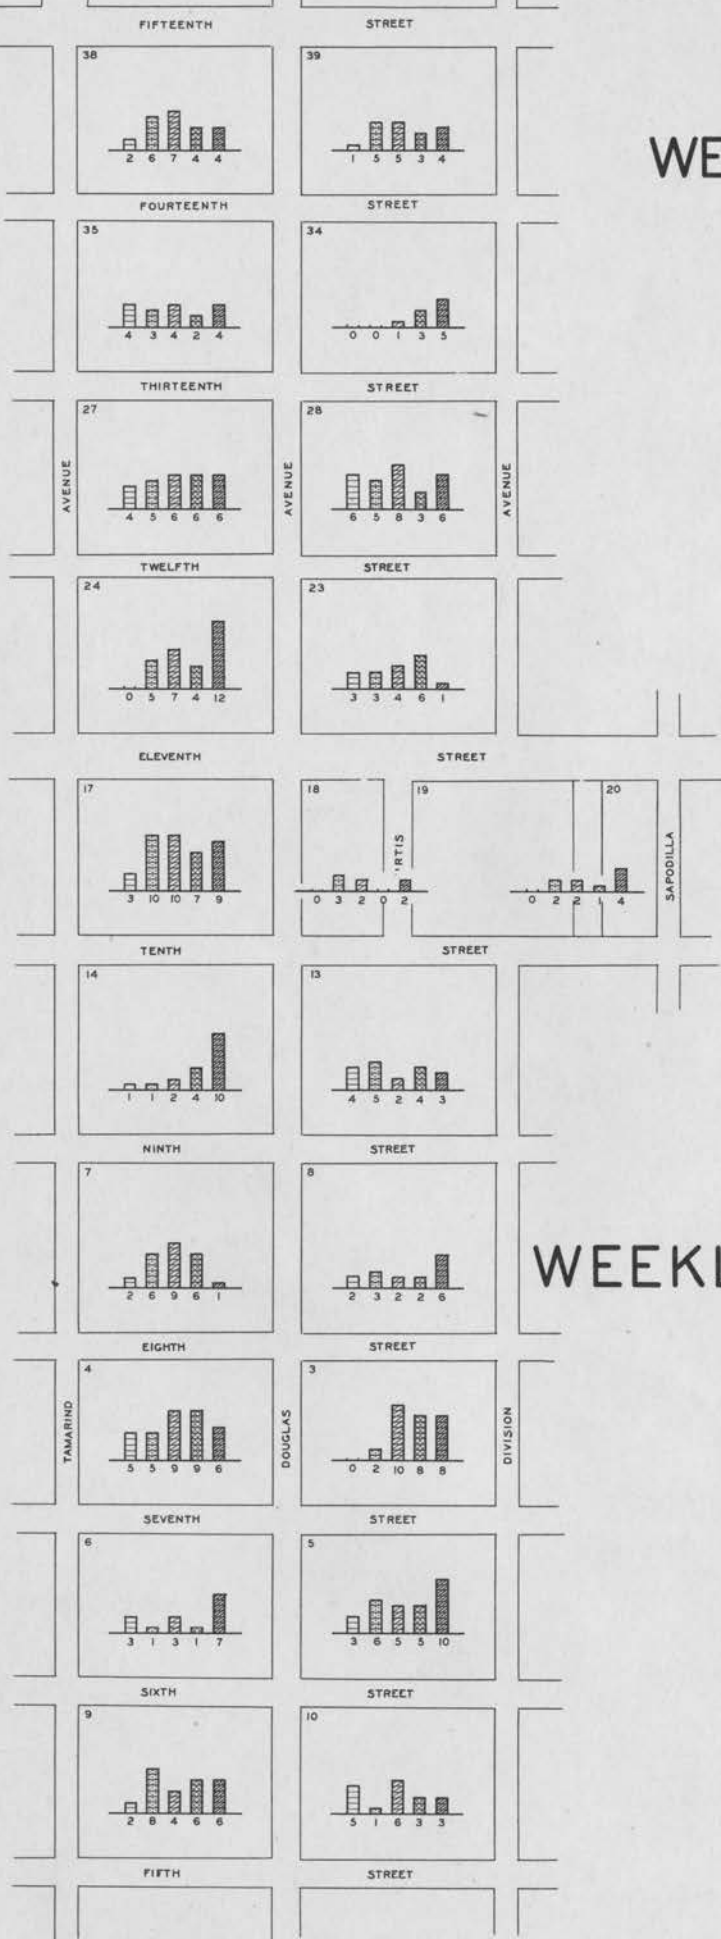 FIFTEENTH STREET
38 39
2 6 7 4 4 1 5 5 3 4
WE
FOURTEENTH STREET
35 34
4 3 4 2 4 0 0 1 3 5
THIRTEENTH STREET
27 28
AVENUE AVENUE AVENUE
4 5 6 6 6 6 5 8 3 6
TWELFTH STREET
24 23
0 5 7 4 12 3 3 4 6 1
ELEVENTH STREET
17 18 19 20
'RTIS SAPODILLA
3 10 10 7 9 0 3 2 0 2 0 2 2 1 4
TENTH STREET
14 13
1 1 2 4 10 4 5 2 4 3
NINTH STREET
7 8
WEEKL
2 6 9 6 1 2 3 2 2 6
EIGHTH STREET
4 3
TAMARIND DOUGLAS DIVISION
5 5 9 9 6 0 2 10 8 8
SEVENTH STREET
6 5
3 1 3 1 7 3 6 5 5 10
SIXTH STREET
9 10
2 8 4 6 6 5 1 6 3 3
FIFTH STREET